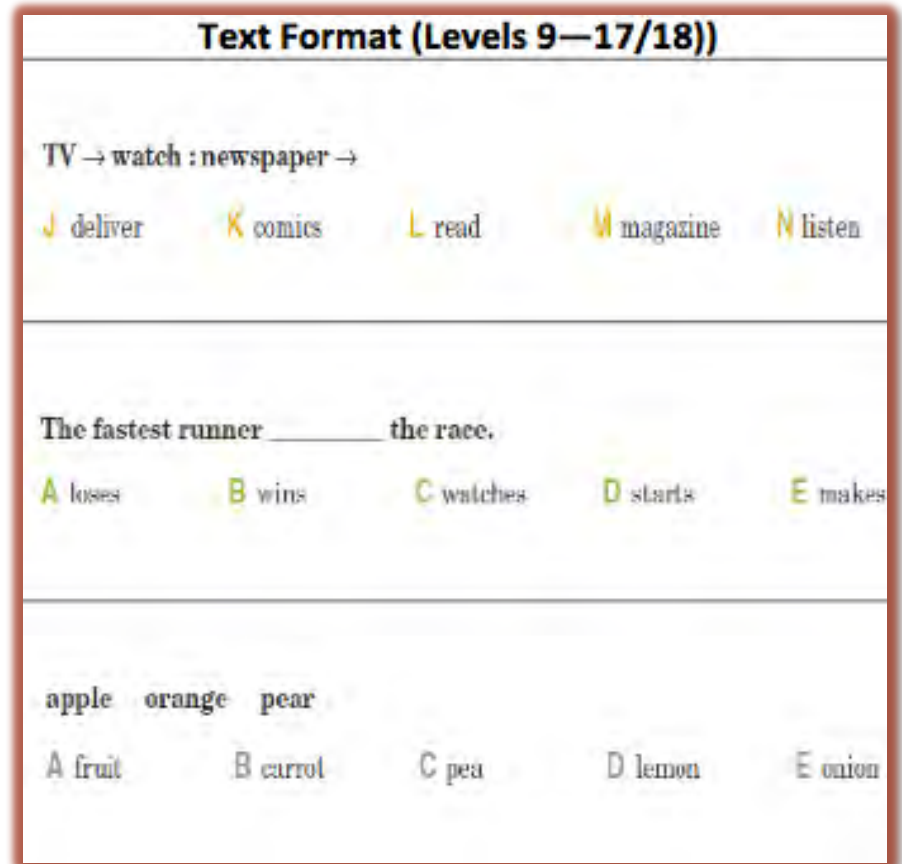 Text Format (Levels 9—17/18))
TV → watch : newspaper →
J deliver K comics L read M magazine N listen
The fastest runner ________ the race.
A loses B wins C watches D starts E makes
apple orange pear
A fruit B carrot C pea D lemon E onion